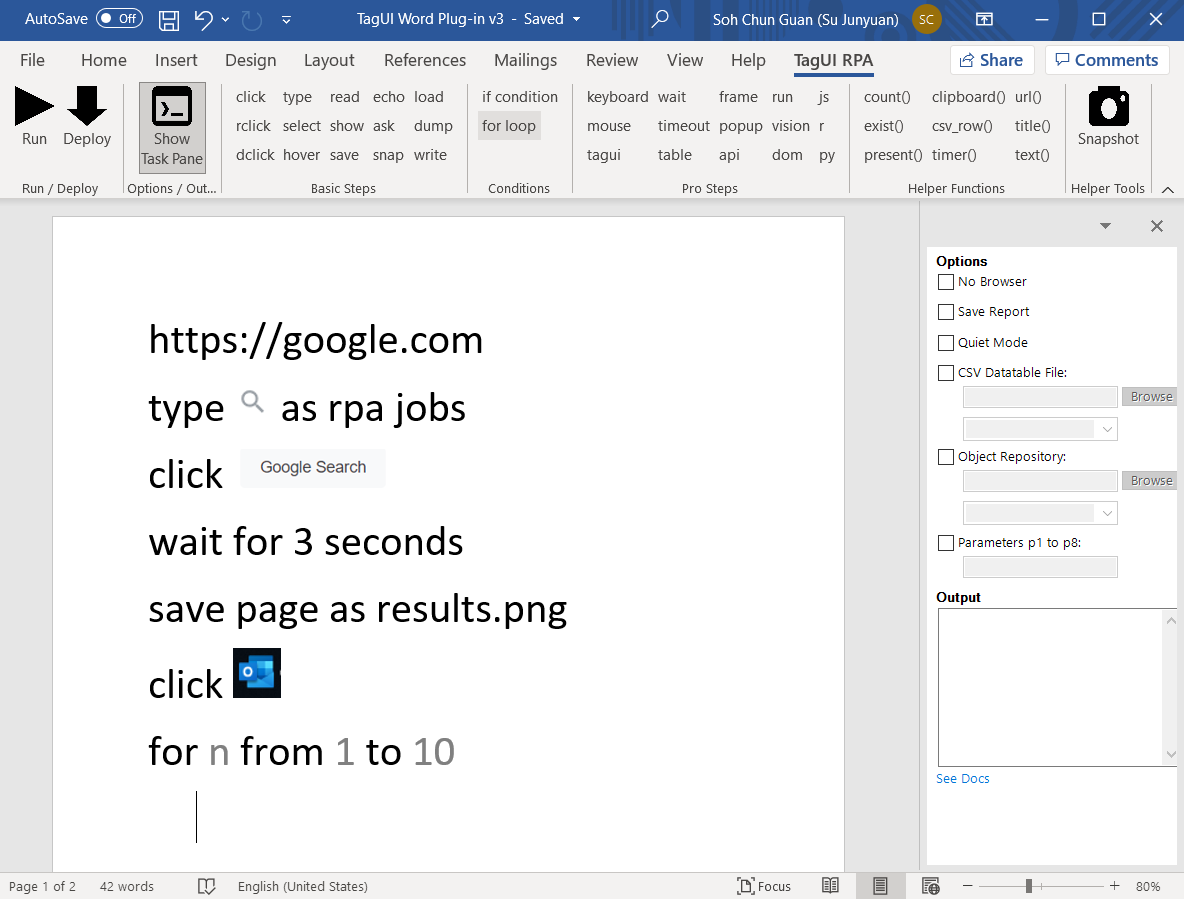 AutoSave Off TagUI Word Plug-in v3 - Saved Soh Chun Guan (Su Junyuan) SC
File Home Insert Design Layout References Mailings Review View Help TagUI RPA Share Comments
Run Deploy
Run / Deploy
Show Task Pane
Options / Out...
click type read echo load
rclick select show ask dump
dclick hover save snap write
Basic Steps
if condition
for loop
Conditions
keyboard wait frame run js
mouse timeout popup vision r
tagui table api dom py
Pro Steps
count() clipboard() url()
exist() csv_row() title()
present() timer() text()
Helper Functions
Snapshot
Helper Tools
https://google.com
type as rpa jobs
click Google Search
wait for 3 seconds
save page as results.png
click
for n from 1 to 10
Options
No Browser
Save Report
Quiet Mode
CSV Datatable File:
Browse
Object Repository:
Browse
Parameters p1 to p8:
Output
See Docs
Page 1 of 2 42 words English (United States) Focus 80%